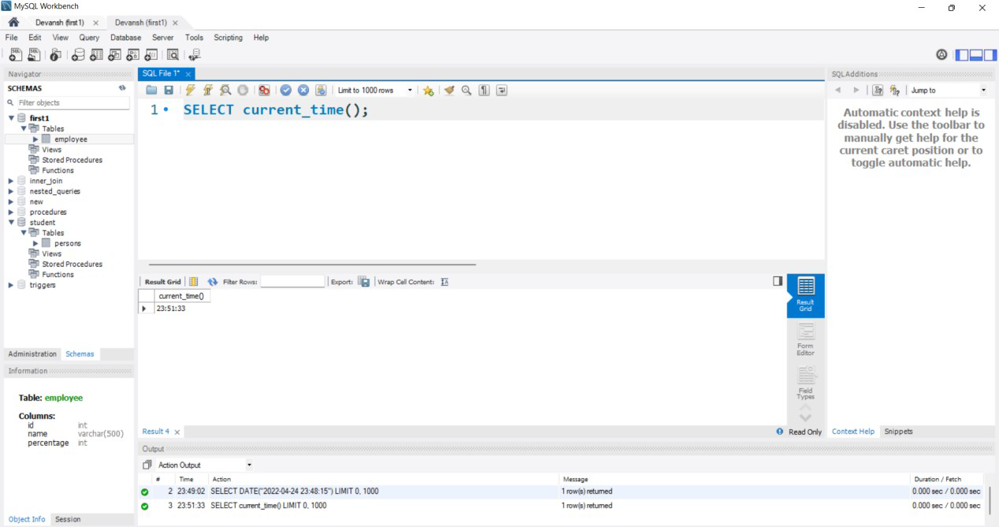 MySQL Workbench
Devansh (first1) Devansh (first1)
File Edit View Query Database Server Tools Scripting Help
Navigator
SCHEMAS
Filter objects
first1
Tables
employee
Views
Stored Procedures
Functions
inner_join
nested_queries
new
procedures
student
Tables
persons
Views
Stored Procedures
Functions
triggers
Administration Schemas
Information
Table: employee
Columns:
id int
name varchar(500)
percentage int
Object Info Session
SQL File 1*
Limit to 1000 rows
1 SELECT current_time();
Result Grid Filter Rows: Export: Wrap Cell Content:
current_time()
23:51:33
Result Grid
Form Editor
Field Types
Result 4 Read Only
Output
Action Output
# Time Action Message Duration / Fetch
2 23:49:02 SELECT DATE("2022-04-24 23:48:15") LIMIT 0, 1000 1 row(s) returned 0.000 sec / 0.000 sec
3 23:51:33 SELECT current_time() LIMIT 0, 1000 1 row(s) returned 0.000 sec / 0.000 sec
SQLAdditions
Jump to
Automatic context help is
disabled. Use the toolbar to
manually get help for the
current caret position or to
toggle automatic help.
Context Help Snippets